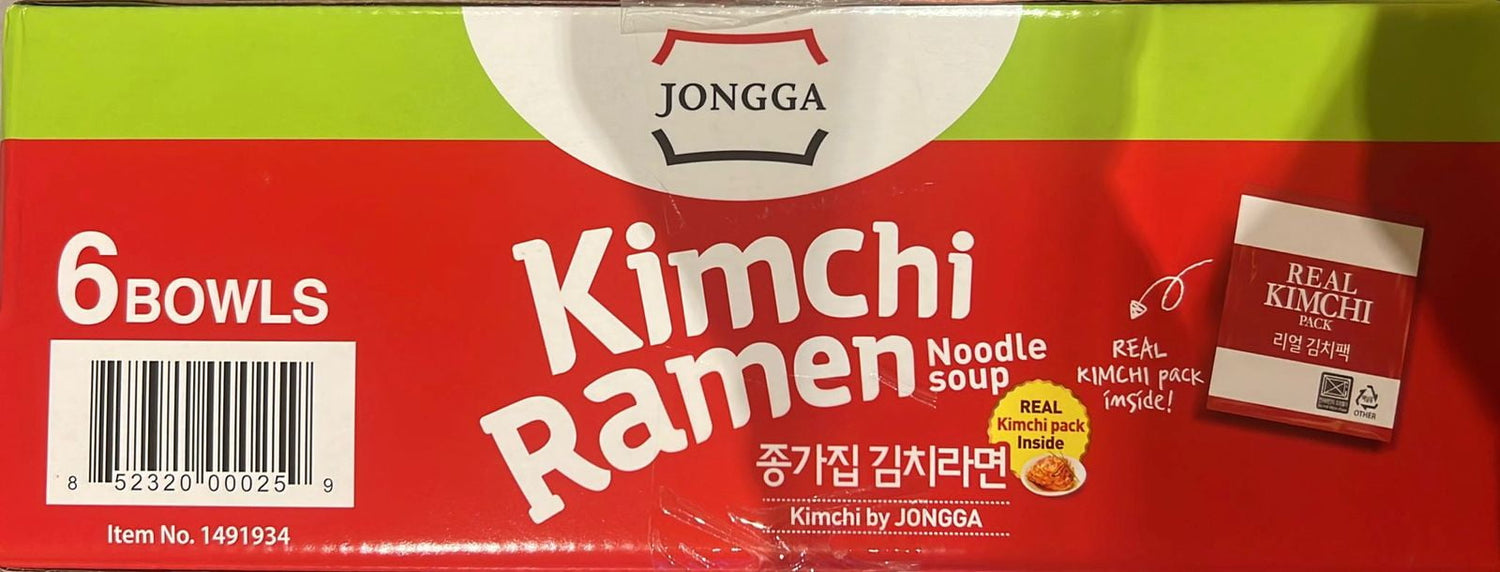 JONGGA
6 BOWLS
8 52320 00025 9
Item No. 1491934
Kimchi
Ramen
Noodle
soup
REAL
Kimchi pack
Inside
종가집 김치라면
Kimchi by JONGGA
REAL
KIMCHI pack
inside!
REAL
KIMCHI
PACK
리얼 김치팩
OTHER